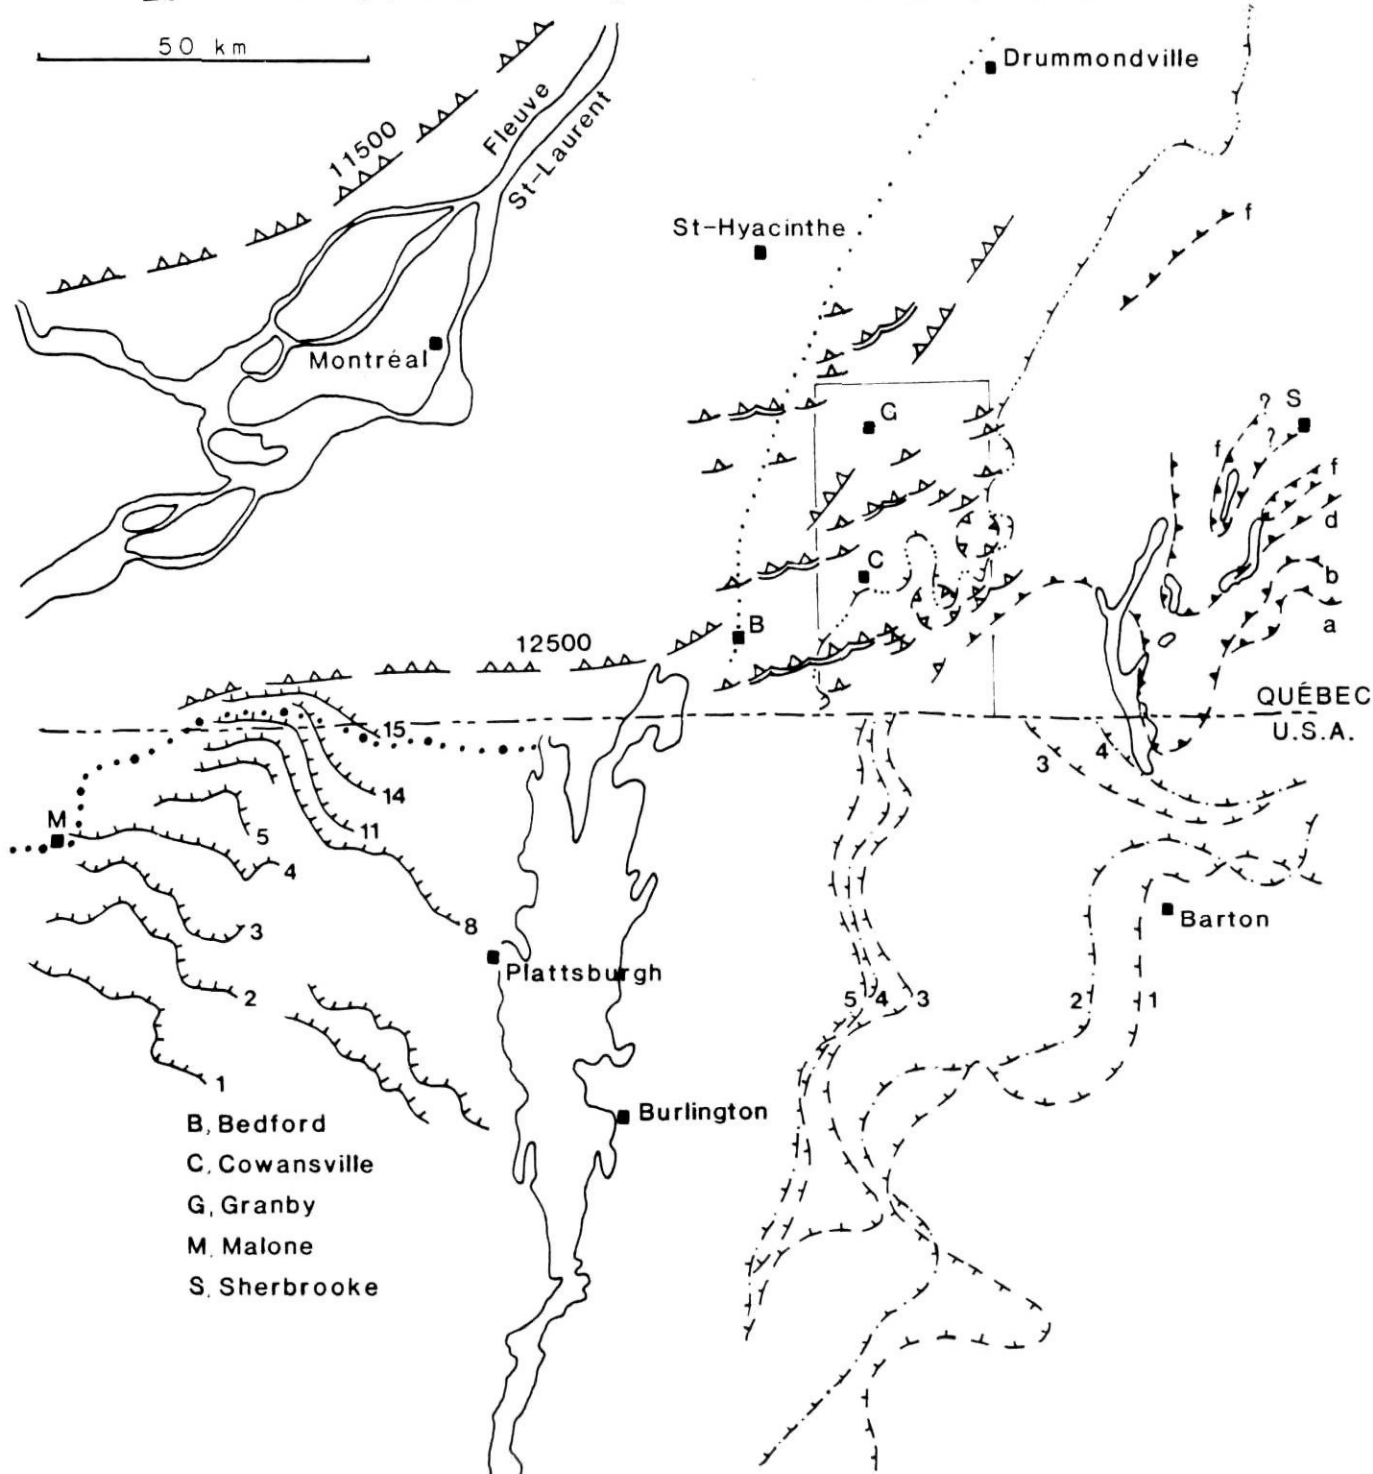 50 km
Drummondville
Fleuve
St-Laurent
11500
St-Hyacinthe
f
Montréal
G
? S
?
f
f
d
C
b
a
B
12500
QUÉBEC
U.S.A.
15
4
3
14
M
11
5
4
8
3
Barton
Plattsburgh
2
5 4 3
2 1
1
Burlington
B, Bedford
C, Cowansville
G, Granby
M, Malone
S, Sherbrooke